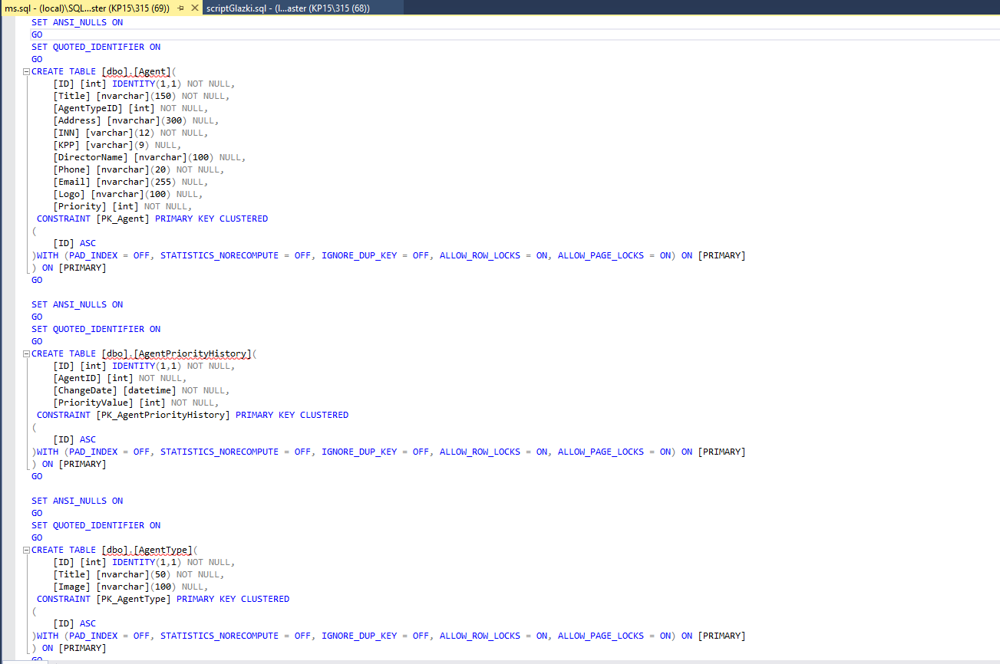 ms.sql - (local)\SQL...ster (KP15\315 (69)) scriptGlazki.sql - (l...aster (KP15\315 (68))
SET ANSI_NULLS ON
GO
SET QUOTED_IDENTIFIER ON
GO
CREATE TABLE [dbo].[Agent](
[ID] [int] IDENTITY(1,1) NOT NULL,
[Title] [nvarchar](150) NOT NULL,
[AgentTypeID] [int] NOT NULL,
[Address] [nvarchar](300) NULL,
[INN] [varchar](12) NOT NULL,
[KPP] [varchar](9) NULL,
[DirectorName] [nvarchar](100) NULL,
[Phone] [nvarchar](20) NOT NULL,
[Email] [nvarchar](255) NULL,
[Logo] [nvarchar](100) NULL,
[Priority] [int] NOT NULL,
CONSTRAINT [PK_Agent] PRIMARY KEY CLUSTERED
(
[ID] ASC
)WITH (PAD_INDEX = OFF, STATISTICS_NORECOMPUTE = OFF, IGNORE_DUP_KEY = OFF, ALLOW_ROW_LOCKS = ON, ALLOW_PAGE_LOCKS = ON) ON [PRIMARY]
) ON [PRIMARY]
GO
SET ANSI_NULLS ON
GO
SET QUOTED_IDENTIFIER ON
GO
CREATE TABLE [dbo].[AgentPriorityHistory](
[ID] [int] IDENTITY(1,1) NOT NULL,
[AgentID] [int] NOT NULL,
[ChangeDate] [datetime] NOT NULL,
[PriorityValue] [int] NOT NULL,
CONSTRAINT [PK_AgentPriorityHistory] PRIMARY KEY CLUSTERED
(
[ID] ASC
)WITH (PAD_INDEX = OFF, STATISTICS_NORECOMPUTE = OFF, IGNORE_DUP_KEY = OFF, ALLOW_ROW_LOCKS = ON, ALLOW_PAGE_LOCKS = ON) ON [PRIMARY]
) ON [PRIMARY]
GO
SET ANSI_NULLS ON
GO
SET QUOTED_IDENTIFIER ON
GO
CREATE TABLE [dbo].[AgentType](
[ID] [int] IDENTITY(1,1) NOT NULL,
[Title] [nvarchar](50) NOT NULL,
[Image] [nvarchar](100) NULL,
CONSTRAINT [PK_AgentType] PRIMARY KEY CLUSTERED
(
[ID] ASC
)WITH (PAD_INDEX = OFF, STATISTICS_NORECOMPUTE = OFF, IGNORE_DUP_KEY = OFF, ALLOW_ROW_LOCKS = ON, ALLOW_PAGE_LOCKS = ON) ON [PRIMARY]
) ON [PRIMARY]
GO